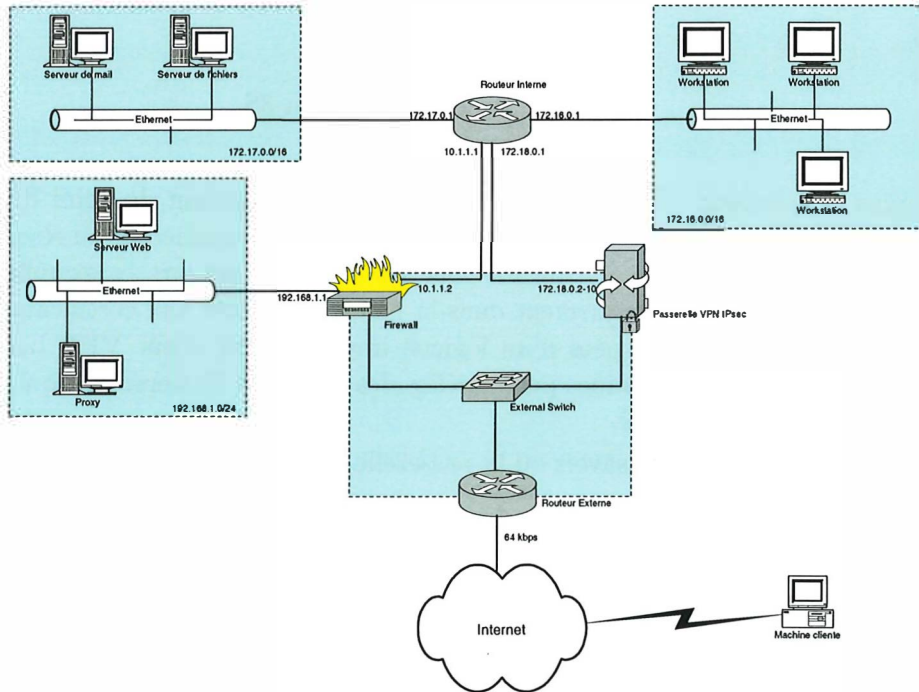 Serveur de mail
Serveur de fichiers
Ethernet
172.17.0.0/16
Routeur Interne
172.17.0.1
172.16.0.1
10.1.1.1
172.18.0.1
Workstation
Workstation
Ethernet
Workstation
172.16.0.0/16
Serveur Web
Ethernet
Proxy
192.168.1.0/24
192.168.1.1
10.1.1.2
Firewall
172.18.0.2-10
Passerelle VPN IPsec
External Switch
Routeur Externe
64 kbps
Internet
Machine cliente